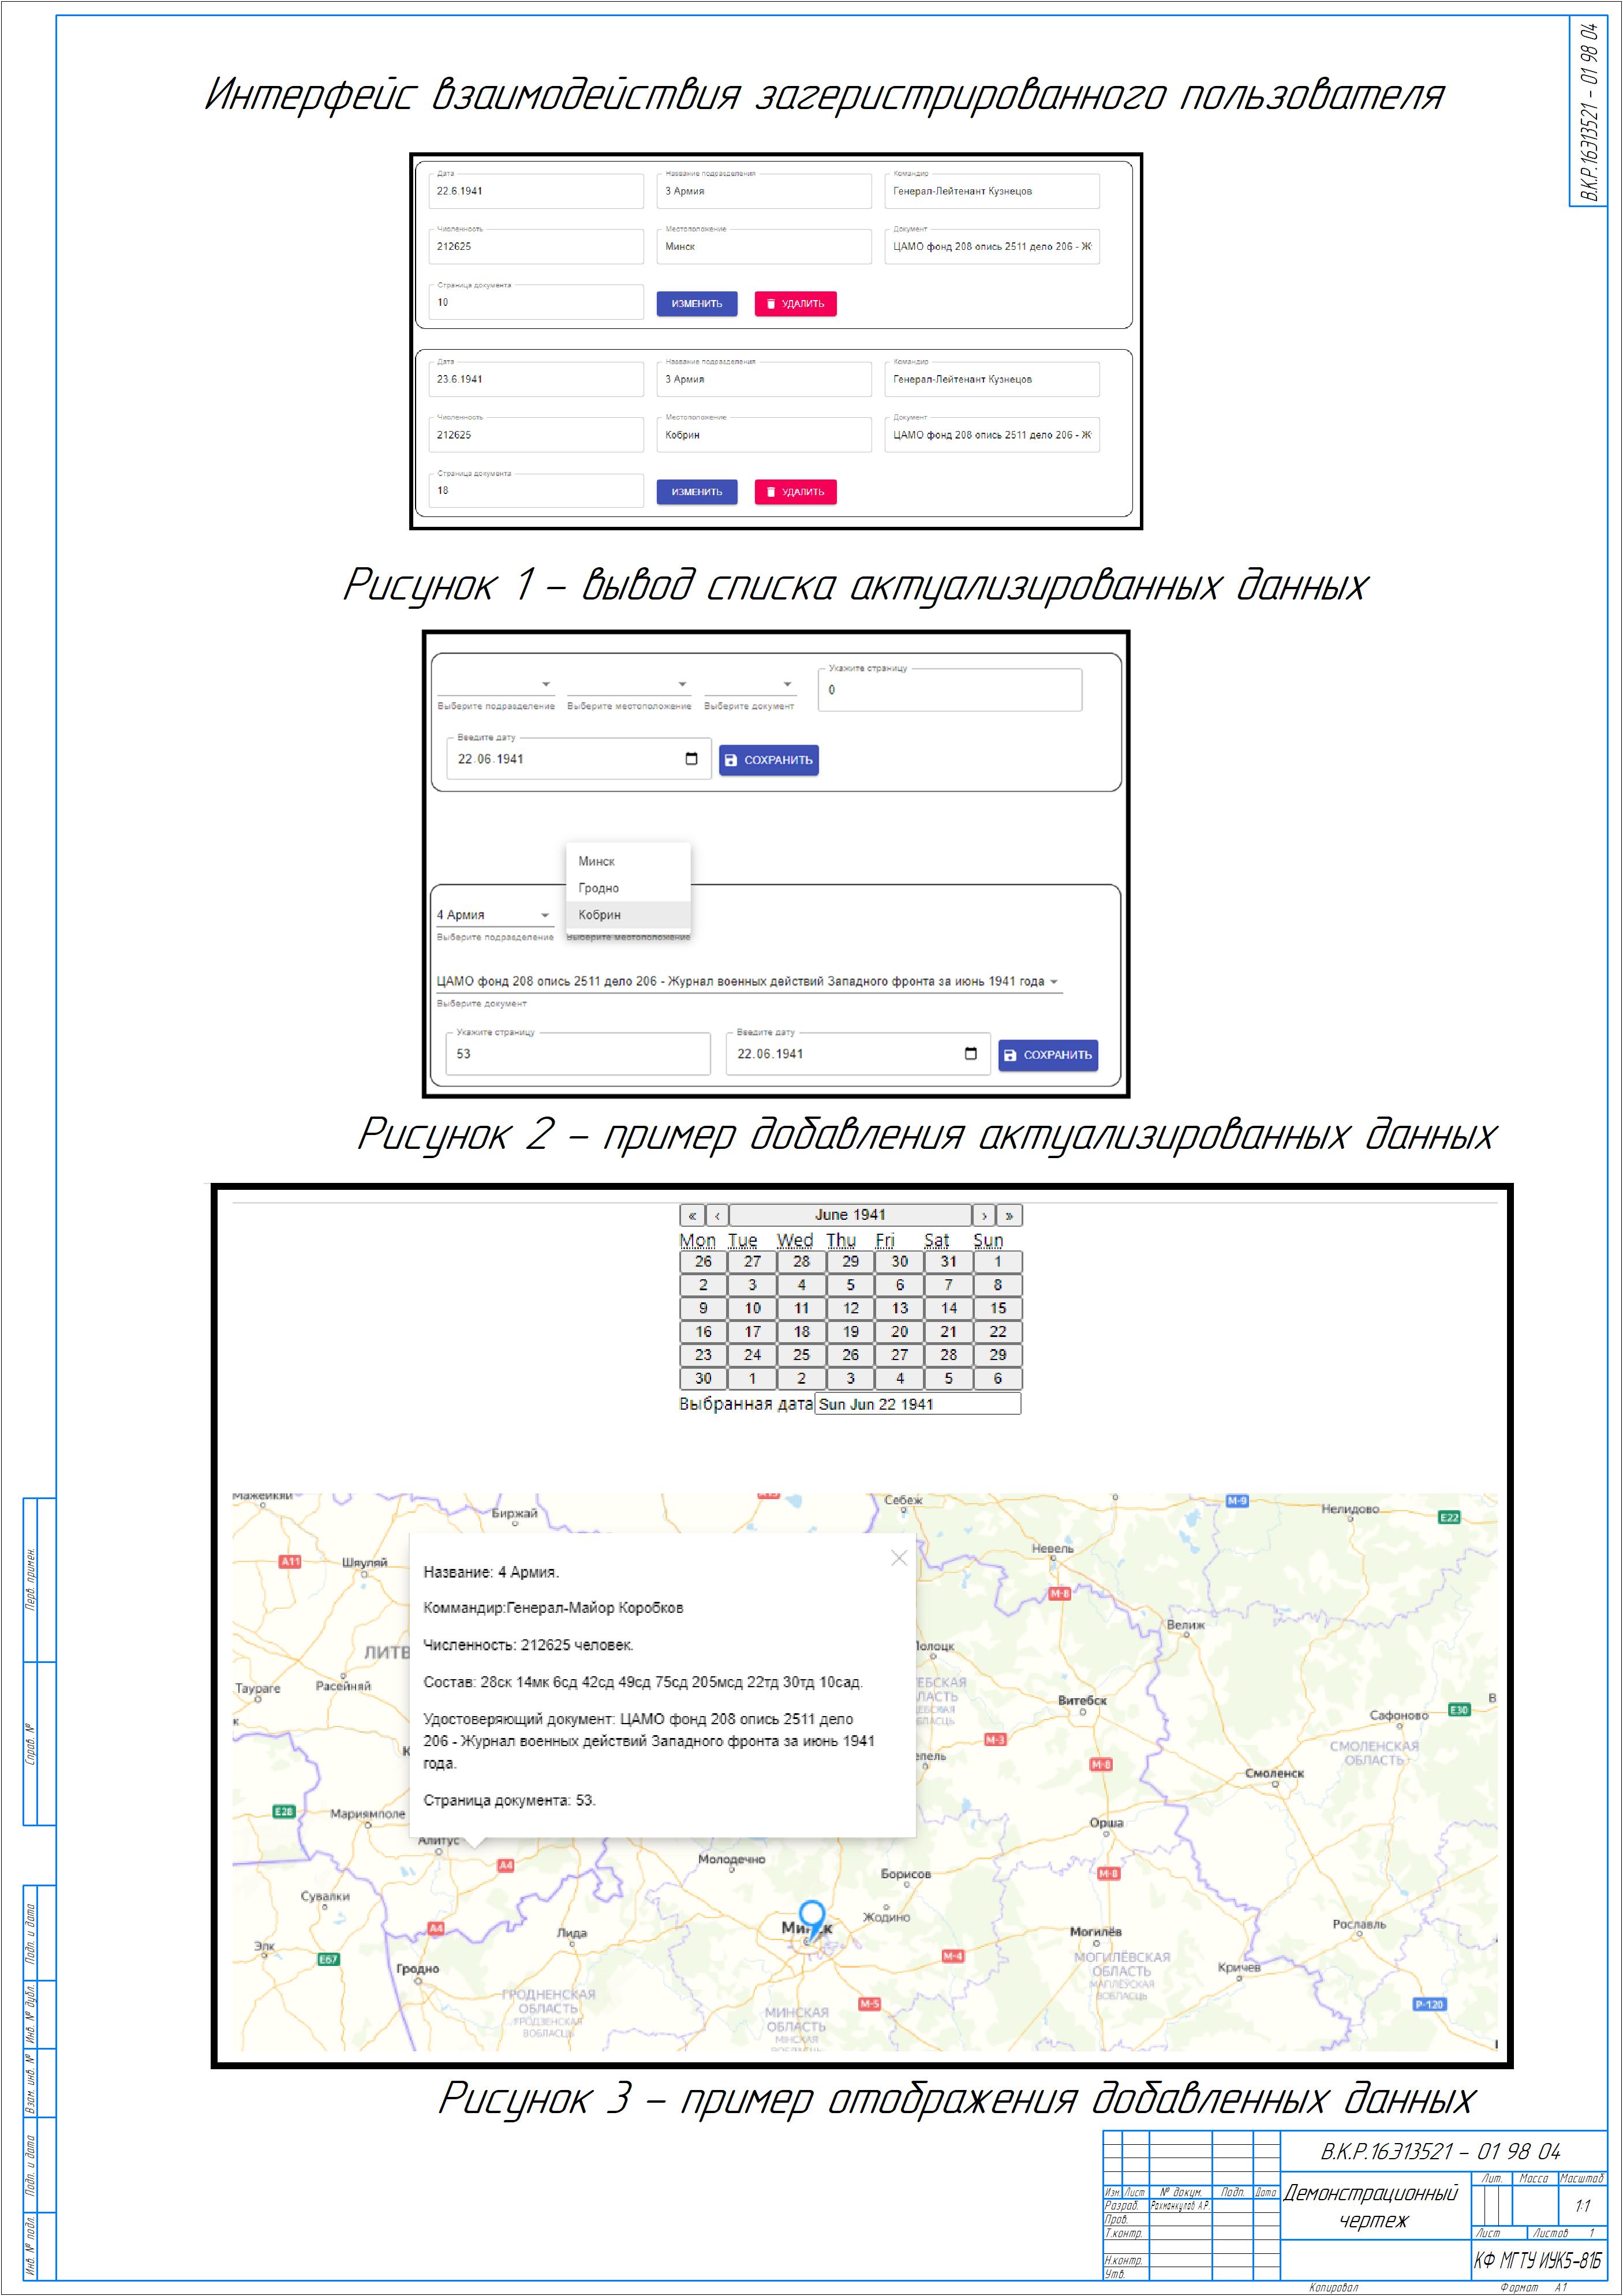 В.К.Р.16Э13521 - 01 98 04
Интерфейс взаимодействия загеристрированного пользователя
Дата
Название подразделения
Командир
22.6.1941
3 Армия
Генерал-Лейтенант Кузнецов
Численность
Местоположение
Документ
212625
Минск
ЦАМО фонд 208 опись 2511 дело 206 - Ж
Страница документа
10
ИЗМЕНИТЬ
УДАЛИТЬ
Дата
Название подразделения
Командир
23.6.1941
3 Армия
Генерал-Лейтенант Кузнецов
Численность
Местоположение
Документ
212625
Кобрин
ЦАМО фонд 208 опись 2511 дело 206 - Ж
Страница документа
18
ИЗМЕНИТЬ
УДАЛИТЬ
Рисунок 1 – вывод списка актуализированных данных
Укажите страницу
0
Выберите подразделение
Выберите местоположение
Выберите документ
Введите дату
22.06.1941
СОХРАНИТЬ
Минск
Гродно
Кобрин
4 Армия
Выберите подразделение
Выберите местоположение
ЦАМО фонд 208 опись 2511 дело 206 - Журнал военных действий Западного фронта за июнь 1941 года
Выберите документ
Укажите страницу
Введите дату
53
22.06.1941
СОХРАНИТЬ
Рисунок 2 – пример добавления актуализированных данных
« ‹ June 1941 › »
Mon Tue Wed Thu Fri Sat Sun
26 27 28 29 30 31 1
2 3 4 5 6 7 8
9 10 11 12 13 14 15
16 17 18 19 20 21 22
23 24 25 26 27 28 29
30 1 2 3 4 5 6
Выбранная дата Sun Jun 22 1941
Мажейкяй
Биржай
Себеж
М-9
Нелидово
E22
A11
Шяуляй
Невель
М-8
Название: 4 Армия.
Коммандир:Генерал-Майор Коробков
Численность: 212625 человек.
Состав: 28ск 14мк 6сд 42сд 49сд 75сд 205мсд 22тд 30тд 10сад.
Удостоверяющий документ: ЦАМО фонд 208 опись 2511 дело
206 - Журнал военных действий Западного фронта за июнь 1941
года.
Страница документа: 53.
Велиж
ЛИТВ
Полоцк
Таураге
Расейняй
ЕБСКАЯ
ЛАСТЬ
ЦЕБСКАЯ
ВОБЛАСЦЬ
Витебск
В
Сафоново
E30
к
К
М-3
СМОЛЕНСКАЯ
ОБЛАСТЬ
епель
М-8
Смоленск
E28
Мариямполе
Орша
Алитус
A4
Молодечно
Борисов
М-8
Сувалки
A4
Минск
Жодино
Лида
Могилёв
Рославль
Элк
E67
Гродно
М-4
МОГИЛЁВСКАЯ
ОБЛАСТЬ
МАГІЛЁЎСКАЯ
ВОБЛАСЦЬ
Кричев
ГРОДНЕНСКАЯ
ОБЛАСТЬ
ГРОДЗЕНСКАЯ
ВОБЛАСЦЬ
М-5
Р-120
МИНСКАЯ
ОБЛАСТЬ
МІНСКАЯ
ВОБЛАСЦЬ
Рисунок 3 – пример отображения добавленных данных
Перв. примен.
Справ. №
Подп. и дата
Инв. № дубл.
Взам. инв. №
Подп. и дата
Инв. № подл.
В.К.Р.16Э13521 - 01 98 04
Изм. Лист № докум. Подп. Дата
Разраб. Рахманкулов А.Р.
Пров.
Т.контр.
Н.контр.
Утв.
Демонстрационный
чертеж
Лит. Масса Масштаб
1:1
Лист Листов 1
КФ МГТУ ИУК5-81Б
Копировал Формат А1